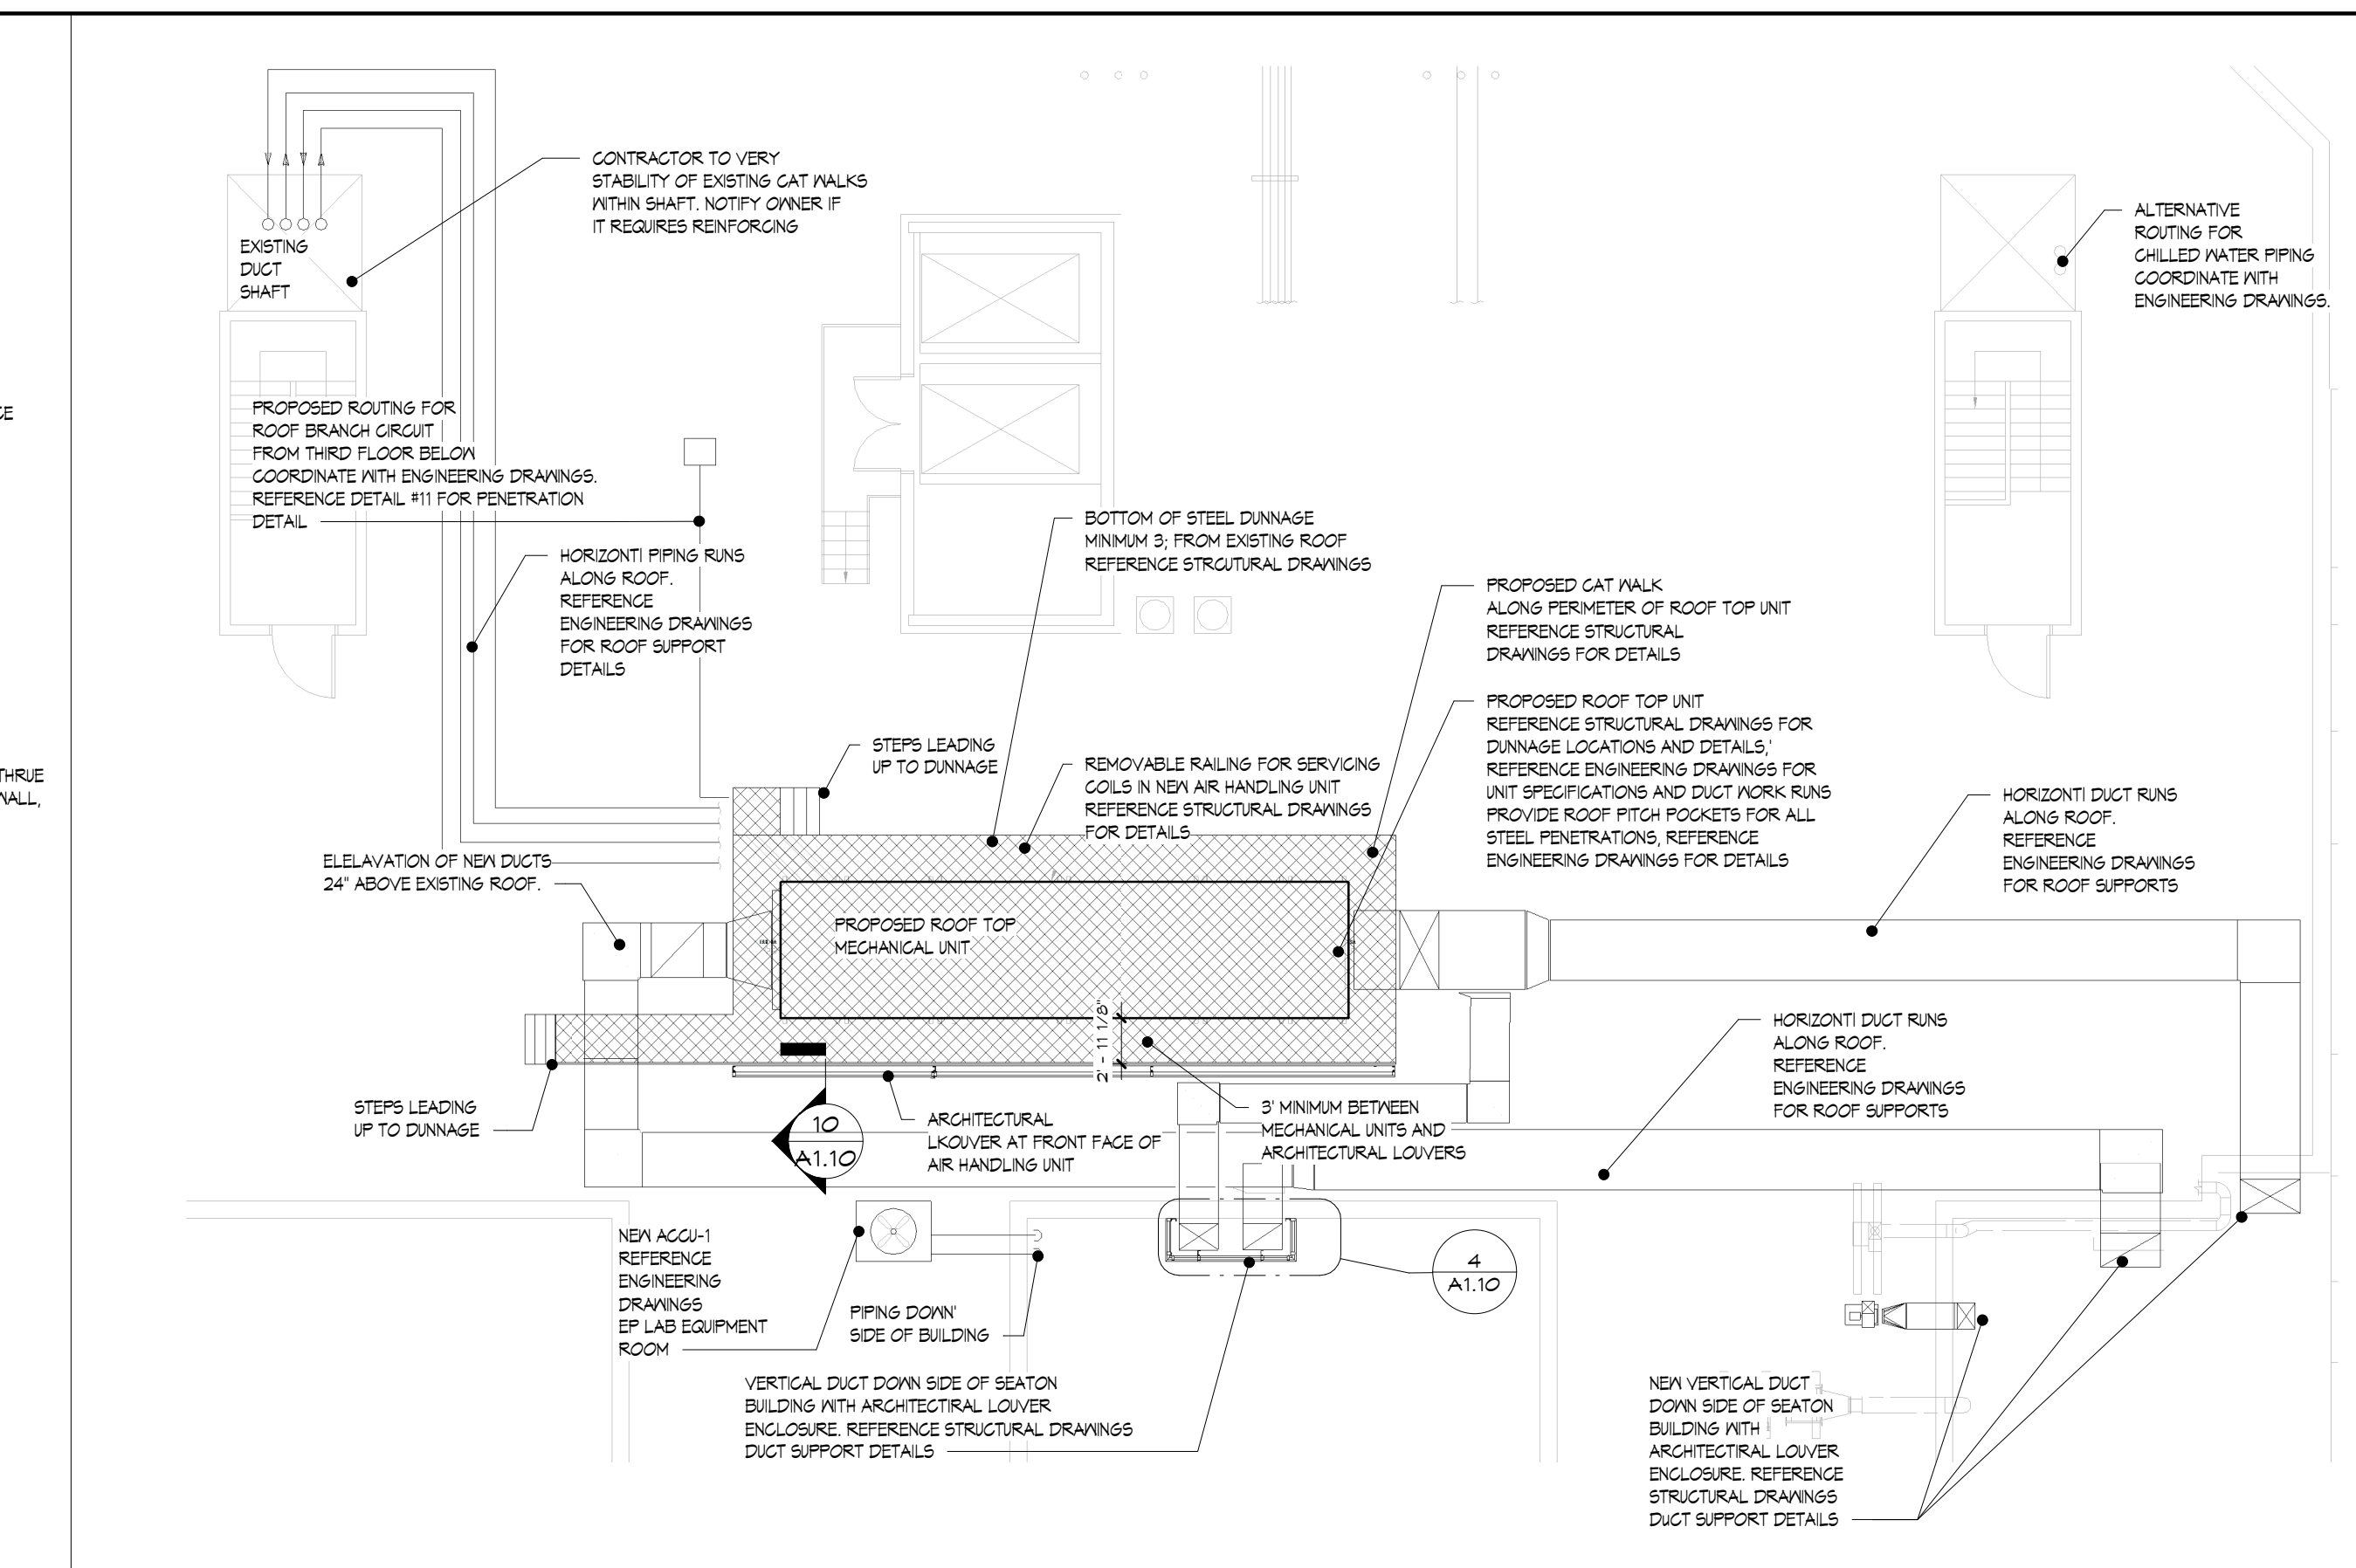 CE
THRUE
WALL,
CONTRACTOR TO VERY
STABILITY OF EXISTING CAT WALKS
WITHIN SHAFT. NOTIFY OWNER IF
IT REQUIRES REINFORCING
EXISTING
DUCT
SHAFT
ALTERNATIVE
ROUTING FOR
CHILLED WATER PIPING
COORDINATE WITH
ENGINEERING DRAWINGS.
PROPOSED ROUTING FOR
ROOF BRANCH CIRCUIT
FROM THIRD FLOOR BELOW
COORDINATE WITH ENGINEERING DRAWINGS.
REFERENCE DETAIL #11 FOR PENETRATION
DETAIL
HORIZONTI PIPING RUNS
ALONG ROOF.
REFERENCE
ENGINEERING DRAWINGS
FOR ROOF SUPPORT
DETAILS
BOTTOM OF STEEL DUNNAGE
MINIMUM 3; FROM EXISTING ROOF
REFERENCE STRCUTURAL DRAWINGS
PROPOSED CAT WALK
ALONG PERIMETER OF ROOF TOP UNIT
REFERENCE STRUCTURAL
DRAWINGS FOR DETAILS
PROPOSED ROOF TOP UNIT
REFERENCE STRUCTURAL DRAWINGS FOR
DUNNAGE LOCATIONS AND DETAILS,'
REFERENCE ENGINEERING DRAWINGS FOR
UNIT SPECIFICATIONS AND DUCT WORK RUNS
PROVIDE ROOF PITCH POCKETS FOR ALL
STEEL PENETRATIONS, REFERENCE
ENGINEERING DRAWINGS FOR DETAILS
STEPS LEADING
UP TO DUNNAGE
REMOVABLE RAILING FOR SERVICING
COILS IN NEW AIR HANDLING UNIT
REFERENCE STRUCTURAL DRAWINGS
FOR DETAILS
HORIZONTI DUCT RUNS
ALONG ROOF.
REFERENCE
ENGINEERING DRAWINGS
FOR ROOF SUPPORTS
ELELAVATION OF NEW DUCTS
24" ABOVE EXISTING ROOF.
PROPOSED ROOF TOP
MECHANICAL UNIT
2' - 11 1/8"
HORIZONTI DUCT RUNS
ALONG ROOF.
REFERENCE
ENGINEERING DRAWINGS
FOR ROOF SUPPORTS
STEPS LEADING
UP TO DUNNAGE
10
A1.10
ARCHITECTURAL
LKOUVER AT FRONT FACE OF
AIR HANDLING UNIT
3' MINIMUM BETWEEN
MECHANICAL UNITS AND
ARCHITECTURAL LOUVERS
NEW ACCU-1
REFERENCE
ENGINEERING
DRAWINGS
EP LAB EQUIPMENT
ROOM
PIPING DOWN'
SIDE OF BUILDING
4
A1.10
VERTICAL DUCT DOWN SIDE OF SEATON
BUILDING WITH ARCHITECTIRAL LOUVER
ENCLOSURE. REFERENCE STRUCTURAL DRAWINGS
DUCT SUPPORT DETAILS
NEW VERTICAL DUCT
DOWN SIDE OF SEATON
BUILDING WITH
ARCHITECTIRAL LOUVER
ENCLOSURE. REFERENCE
STRUCTURAL DRAWINGS
DUCT SUPPORT DETAILS